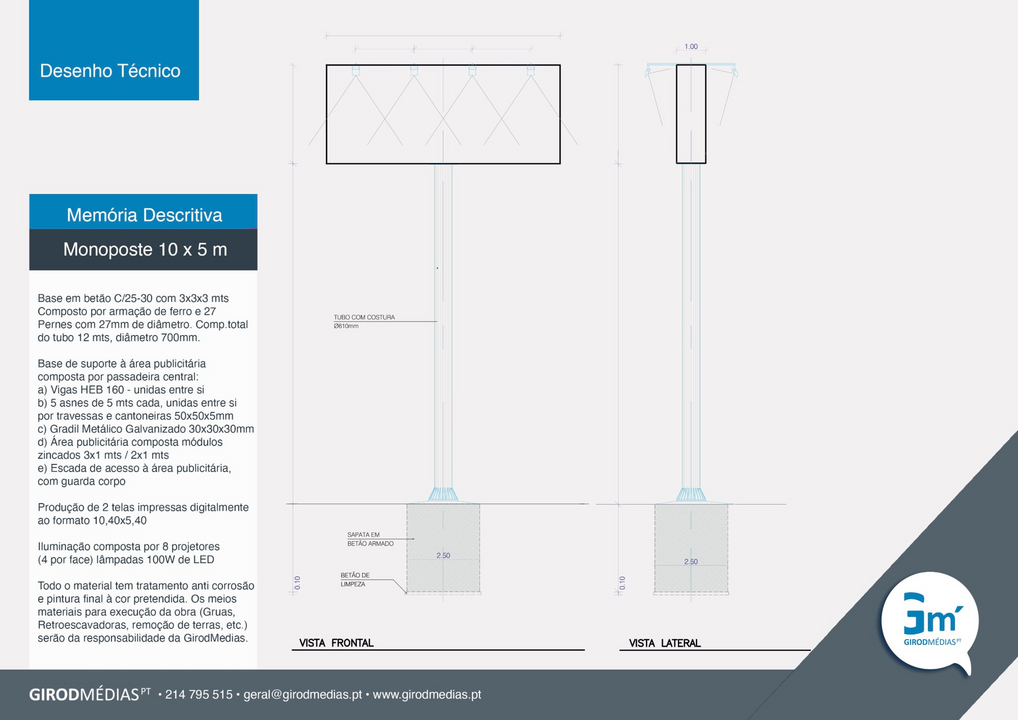 Desenho Técnico
Memória Descritiva
Monoposte 10 x 5 m
Base em betão C/25-30 com 3x3x3 mts
Composto por armação de ferro e 27
Pernes com 27mm de diâmetro. Comp.total
do tubo 12 mts, diâmetro 700mm.
Base de suporte à área publicitária
composta por passadeira central:
a) Vigas HEB 160 - unidas entre si
b) 5 asnes de 5 mts cada, unidas entre si
por travessas e cantoneiras 50x50x5mm
c) Gradil Metálico Galvanizado 30x30x30mm
d) Área publicitária composta módulos
zincados 3x1 mts / 2x1 mts
e) Escada de acesso à área publicitária,
com guarda corpo
Produção de 2 telas impressas digitalmente
ao formato 10,40x5,40
Iluminação composta por 8 projetores
(4 por face) lâmpadas 100W de LED
Todo o material tem tratamento anti corrosão
e pintura final à cor pretendida. Os meios
materiais para execução da obra (Gruas,
Retroescavadoras, remoção de terras, etc.)
serão da responsabilidade da GirodMedias.
TUBO COM COSTURA
Ø610mm
SAPATA EM
BETÃO ARMADO
2.50
BETÃO DE
LIMPEZA
0.10
VISTA FRONTAL
1.00
2.50
0.10
VISTA LATERAL
3m´
GIRODMÉDIAS PT
GIRODMÉDIAS PT • 214 795 515 • geral@girodmedias.pt • www.girodmedias.pt